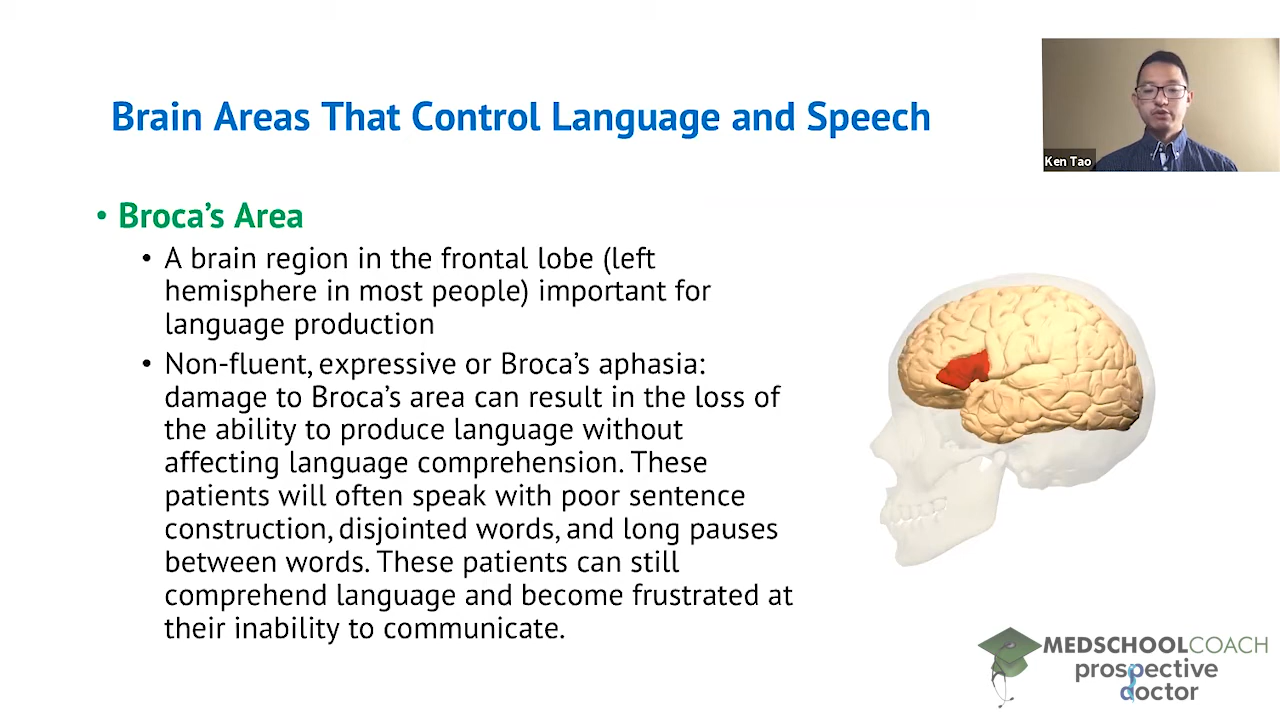 Brain Areas That Control Language and Speech
Ken Tao
• Broca's Area
• A brain region in the frontal lobe (left
hemisphere in most people) important for
language production
• Non-fluent, expressive or Broca's aphasia:
damage to Broca's area can result in the loss of
the ability to produce language without
affecting language comprehension. These
patients will often speak with poor sentence
construction, disjointed words, and long pauses
between words. These patients can still
comprehend language and become frustrated at
their inability to communicate.
MEDSCHOOLCOACH
prospective
doctor